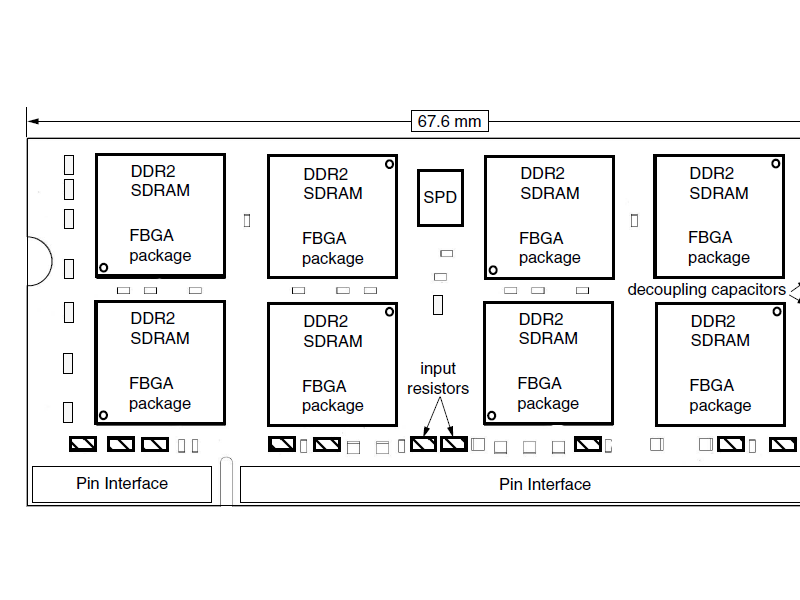 67.6 mm
DDR2
SDRAM
FBGA
package
DDR2
SDRAM
FBGA
package
SPD
DDR2
SDRAM
FBGA
package
DDR2
SDRAM
FBGA
package
decoupling capacitors
DDR2
SDRAM
FBGA
package
DDR2
SDRAM
FBGA
package
input
resistors
DDR2
SDRAM
FBGA
package
DDR2
SDRAM
FBGA
package
Pin Interface
Pin Interface